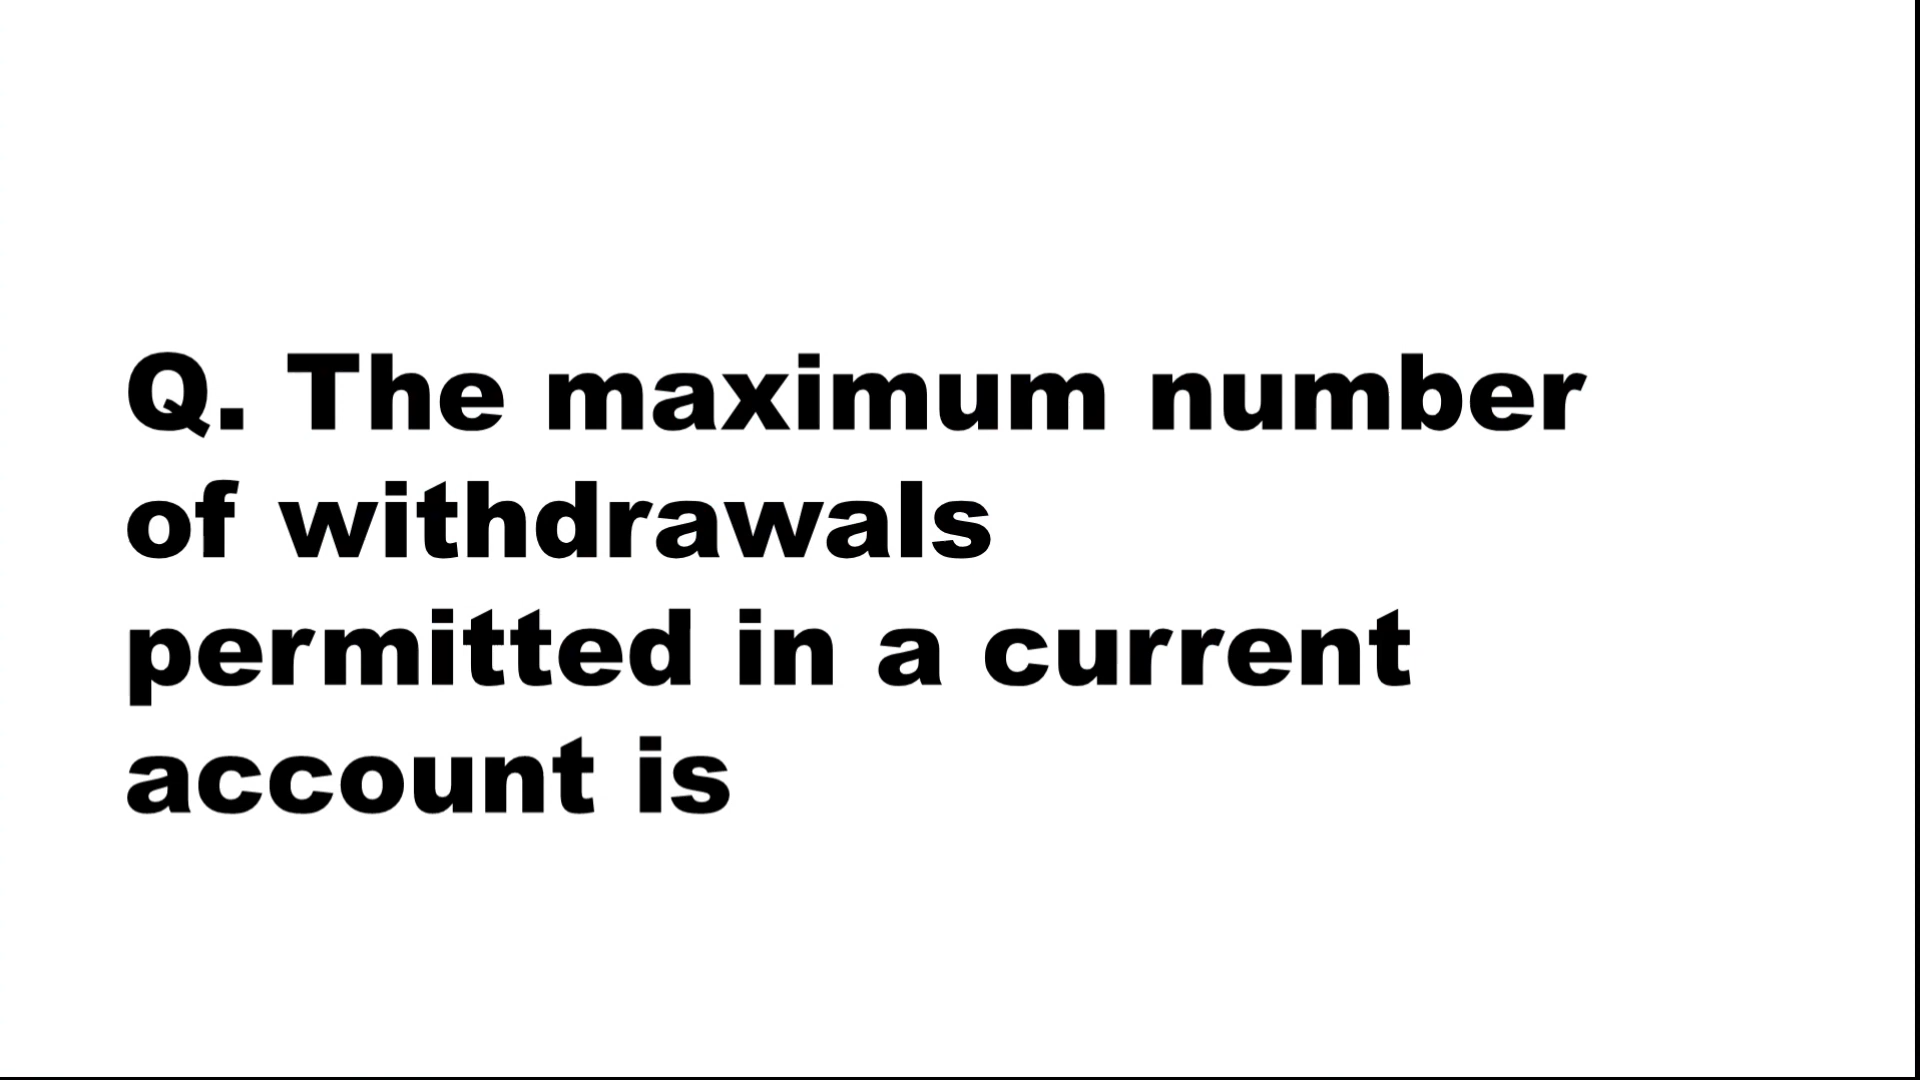 Q. The maximum number
of withdrawals
permitted in a current
account is